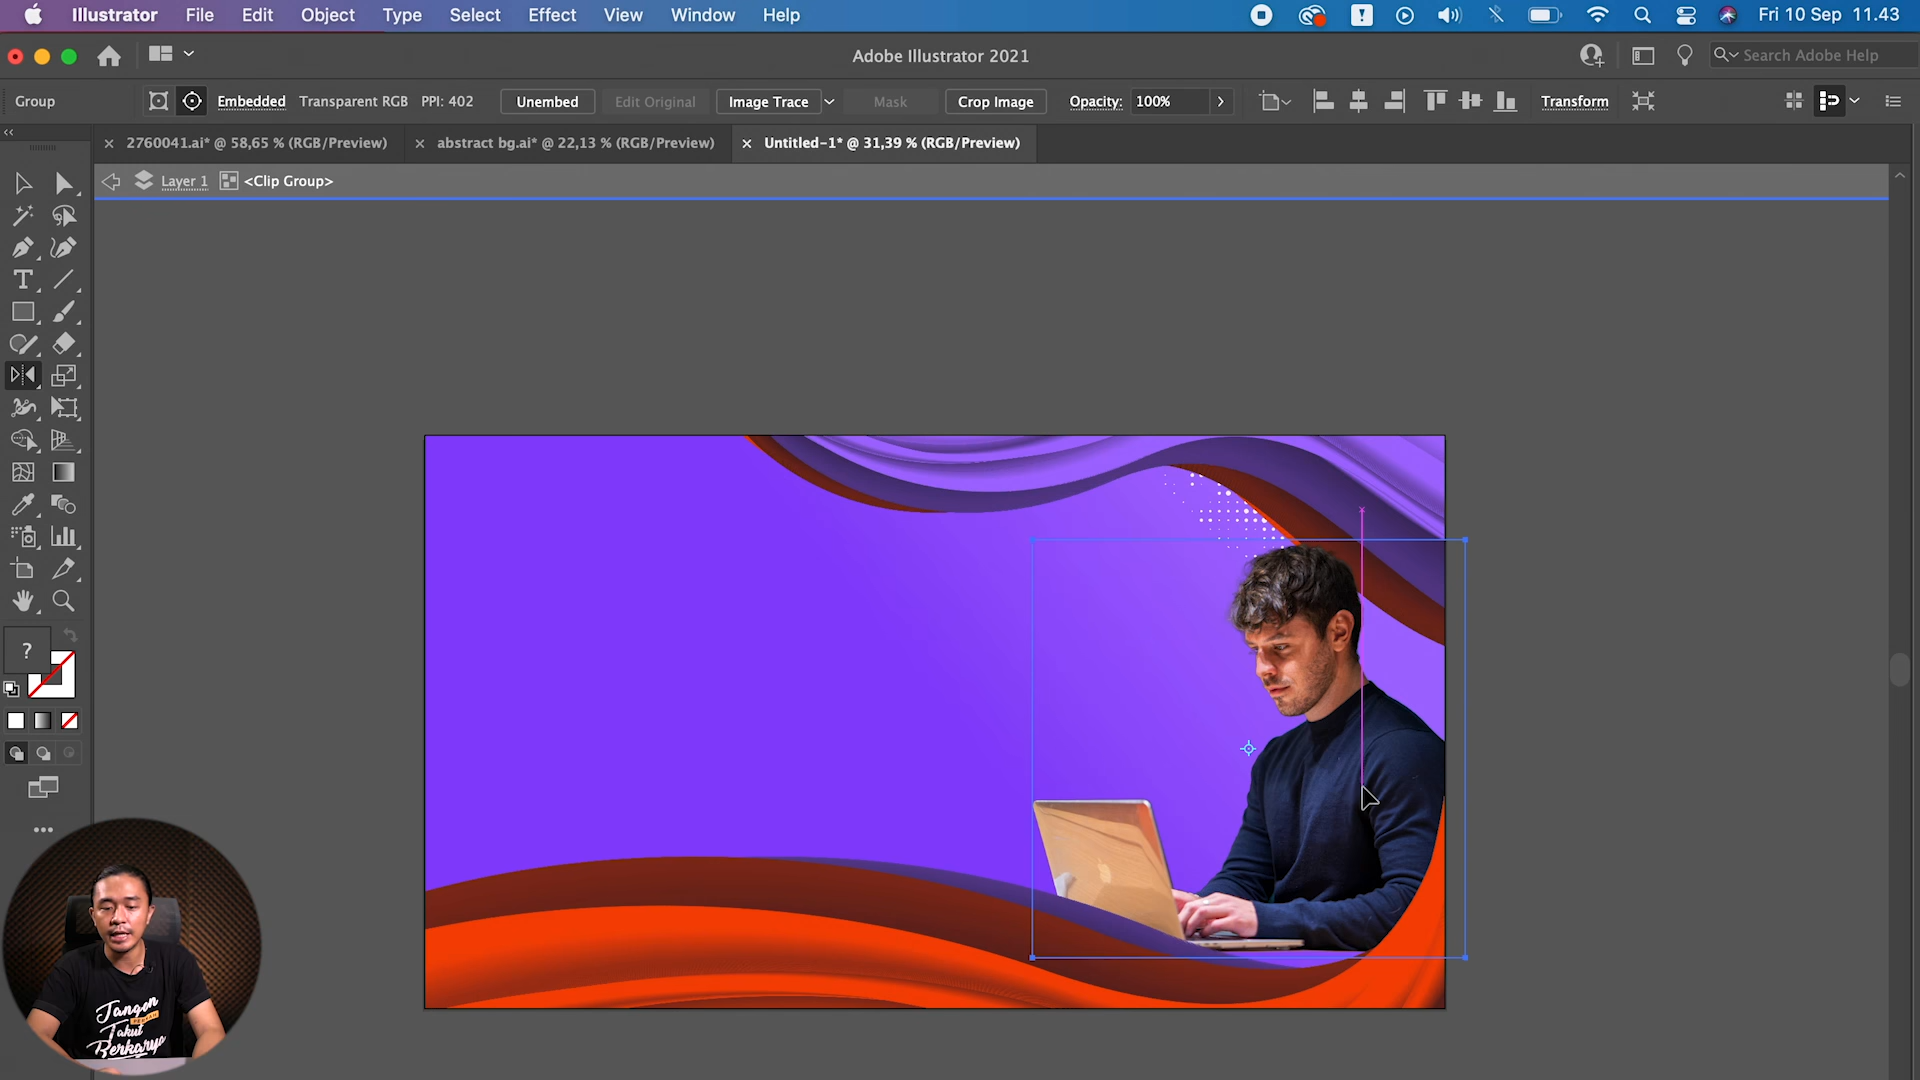 Illustrator File Edit Object Type Select Effect View Window Help Fri 10 Sep 11.43
Adobe Illustrator 2021 Search Adobe Help
Group Embedded Transparent RGB PPI: 402 Unembed Edit Original Image Trace Mask Crop Image Opacity: 100% Transform
2760041.ai* @ 58,65 % (RGB/Preview) abstract bg.ai* @ 22,13 % (RGB/Preview) Untitled-1* @ 31,39 % (RGB/Preview)
Layer 1 <Clip Group>
?
Jangan
Takut
Berkarya